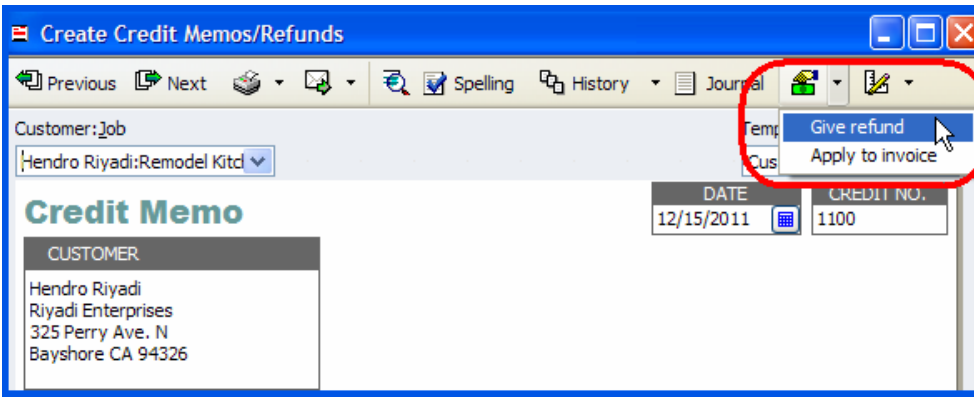 Create Credit Memos/Refunds
Previous Next Spelling History Journal
Customer:Job
Give refund
Hendro Riyadi:Remodel Kitc
Apply to invoice
Credit Memo
DATE CREDIT NO.
12/15/2011 1100
CUSTOMER
Hendro Riyadi
Riyadi Enterprises
325 Perry Ave. N
Bayshore CA 94326